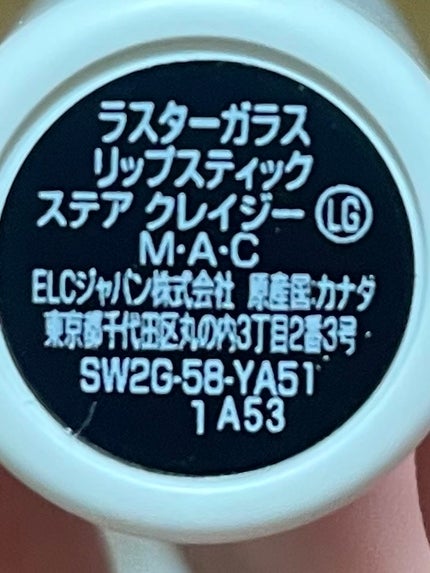 ラスターガラス
リップスティック
ステア クレイジー LG
M・A・C
ELCジャパン株式会社 原産国:カナダ
東京都千代田区丸の内3丁目2番3号
SW2G-58-YA51
1A53